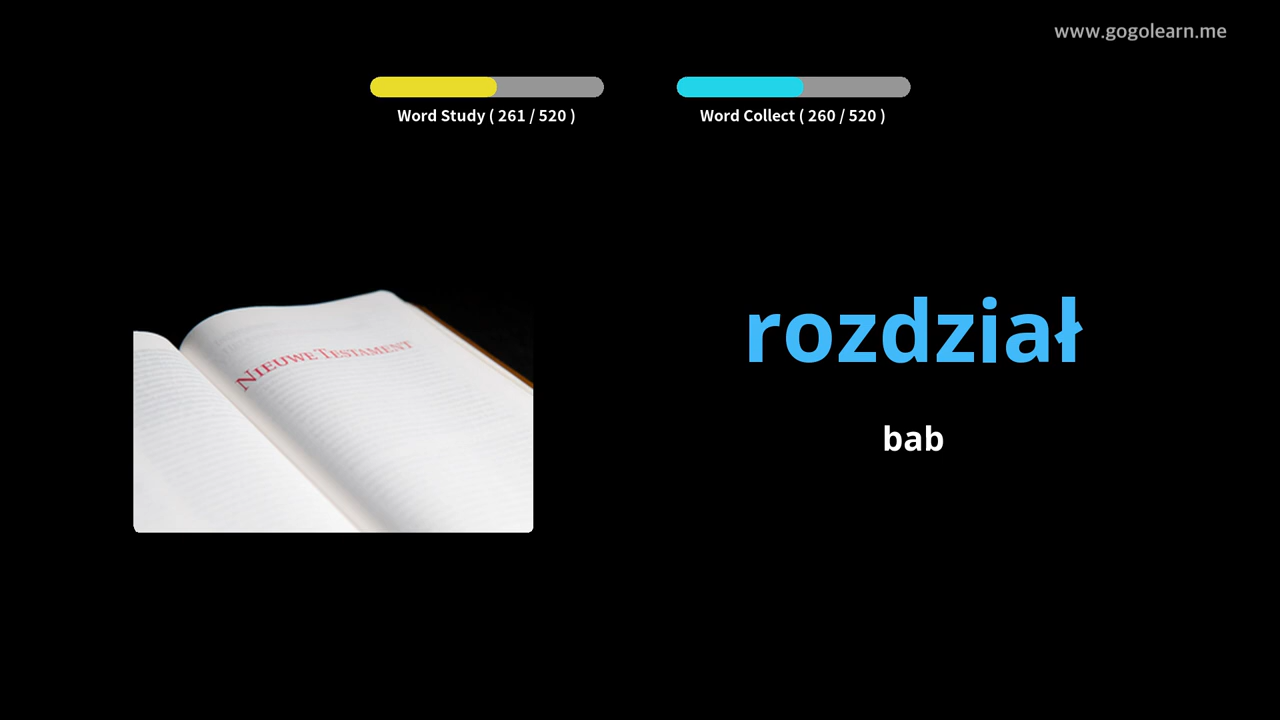 www.gogolearn.me
Word Study ( 261 / 520 )
Word Collect ( 260 / 520 )
NIEUWE TESTAMENT
rozdział
bab